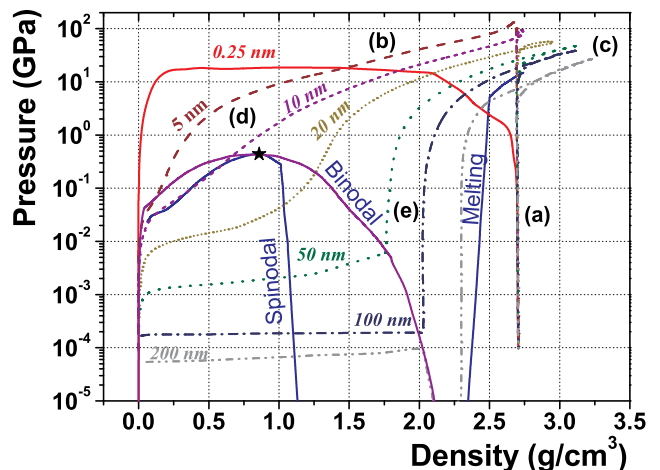 Pressure (GPa)
10²
10¹
10⁰
10⁻¹
10⁻²
10⁻³
10⁻⁴
10⁻⁵
0.25 nm
(b)
(c)
5 nm
(d)
10 nm
20 nm
Binodal
Melting
(e)
(a)
Spinodal
50 nm
100 nm
200 nm
0.0 0.5 1.0 1.5 2.0 2.5 3.0 3.5
Density (g/cm³)